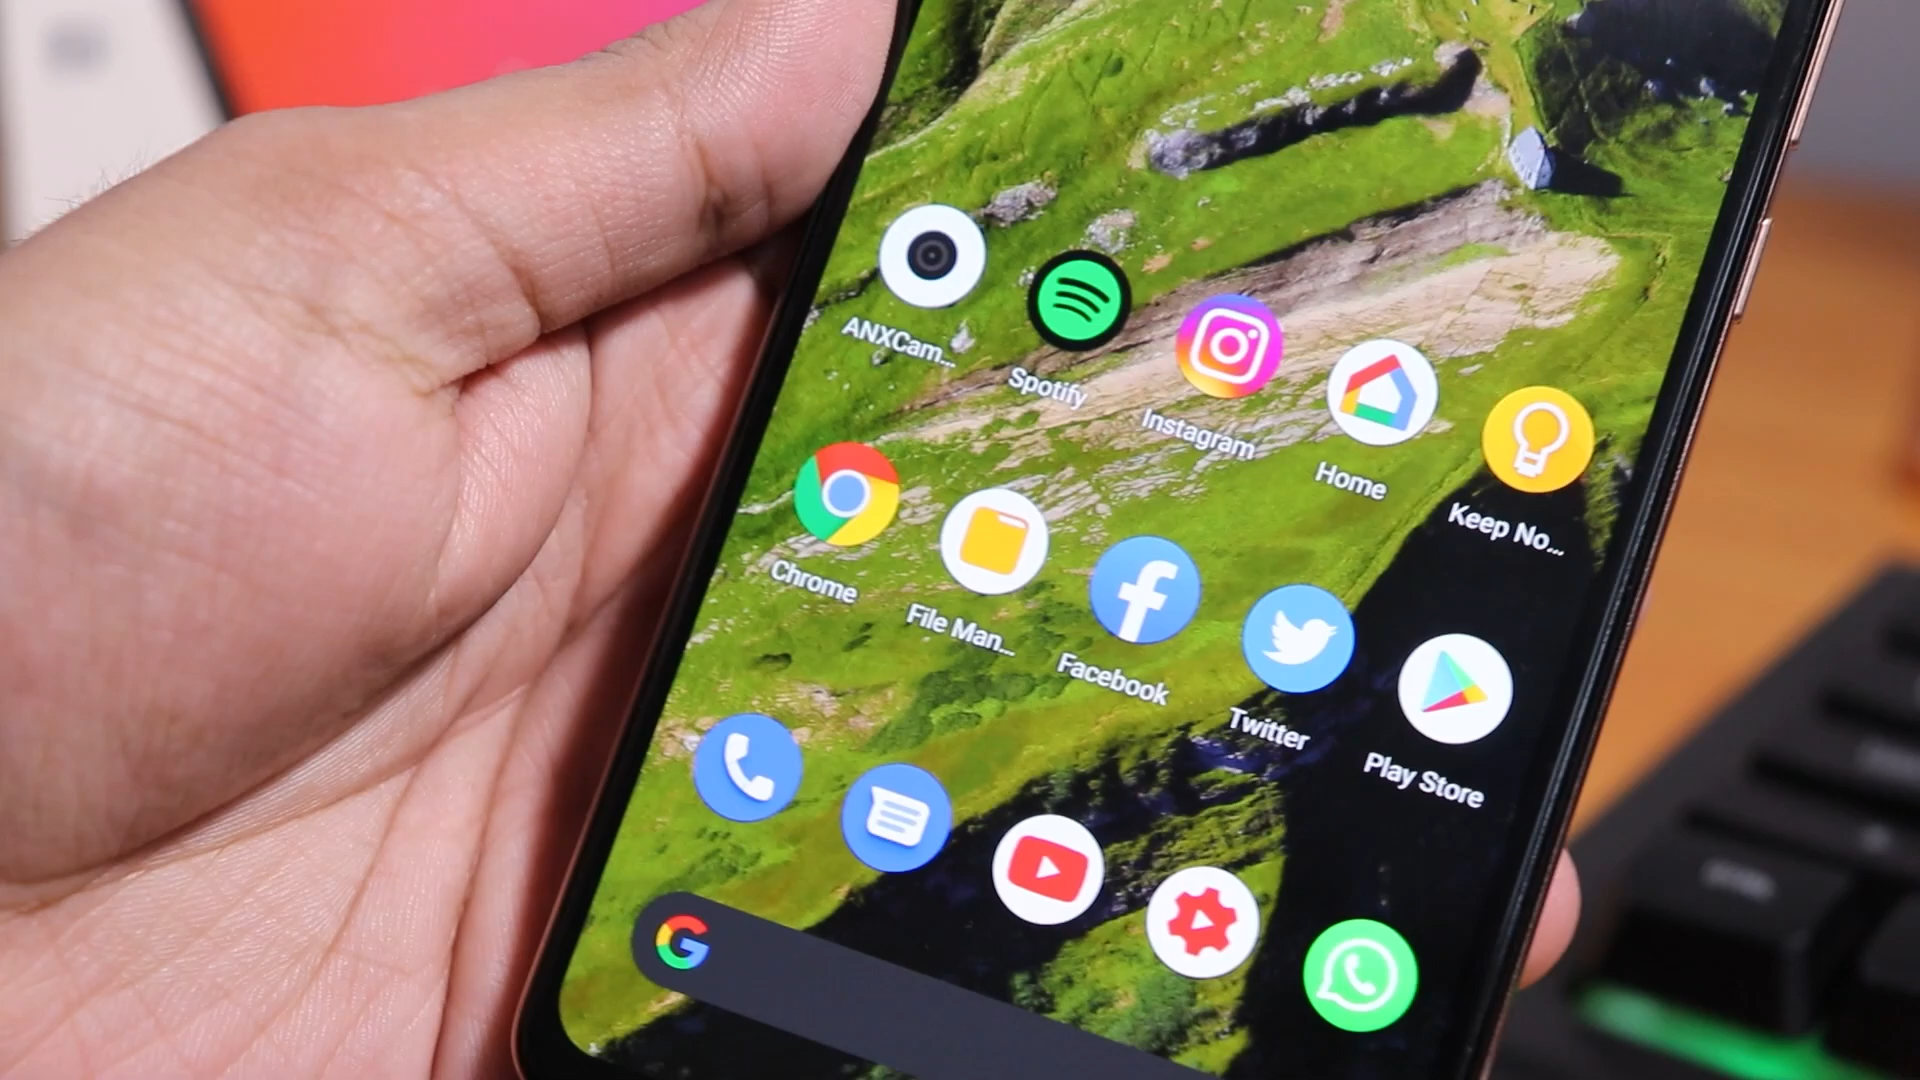 ANXCam...
Spotify
Instagram
Home
Keep No...
Chrome
File Man...
Facebook
Twitter
Play Store